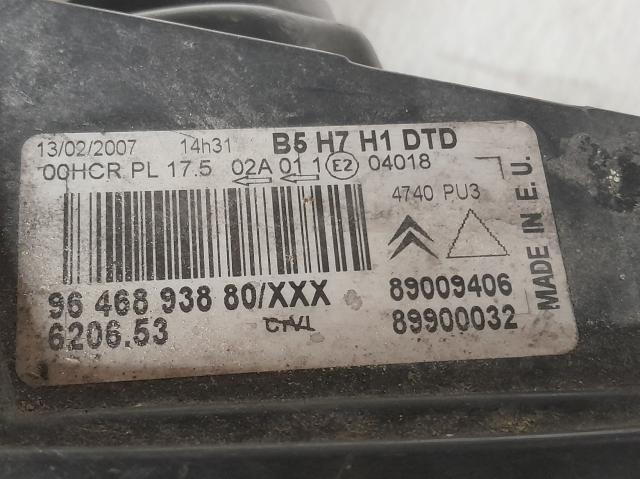 13/02/2007 14h31 B5 H7 H1 DTD
00HCR PL 17.5 02A 01 1 E2 04018
4740 PU3
MADE IN E.U.
96 468 938 80/XXX 89009406
6206.53 89900032